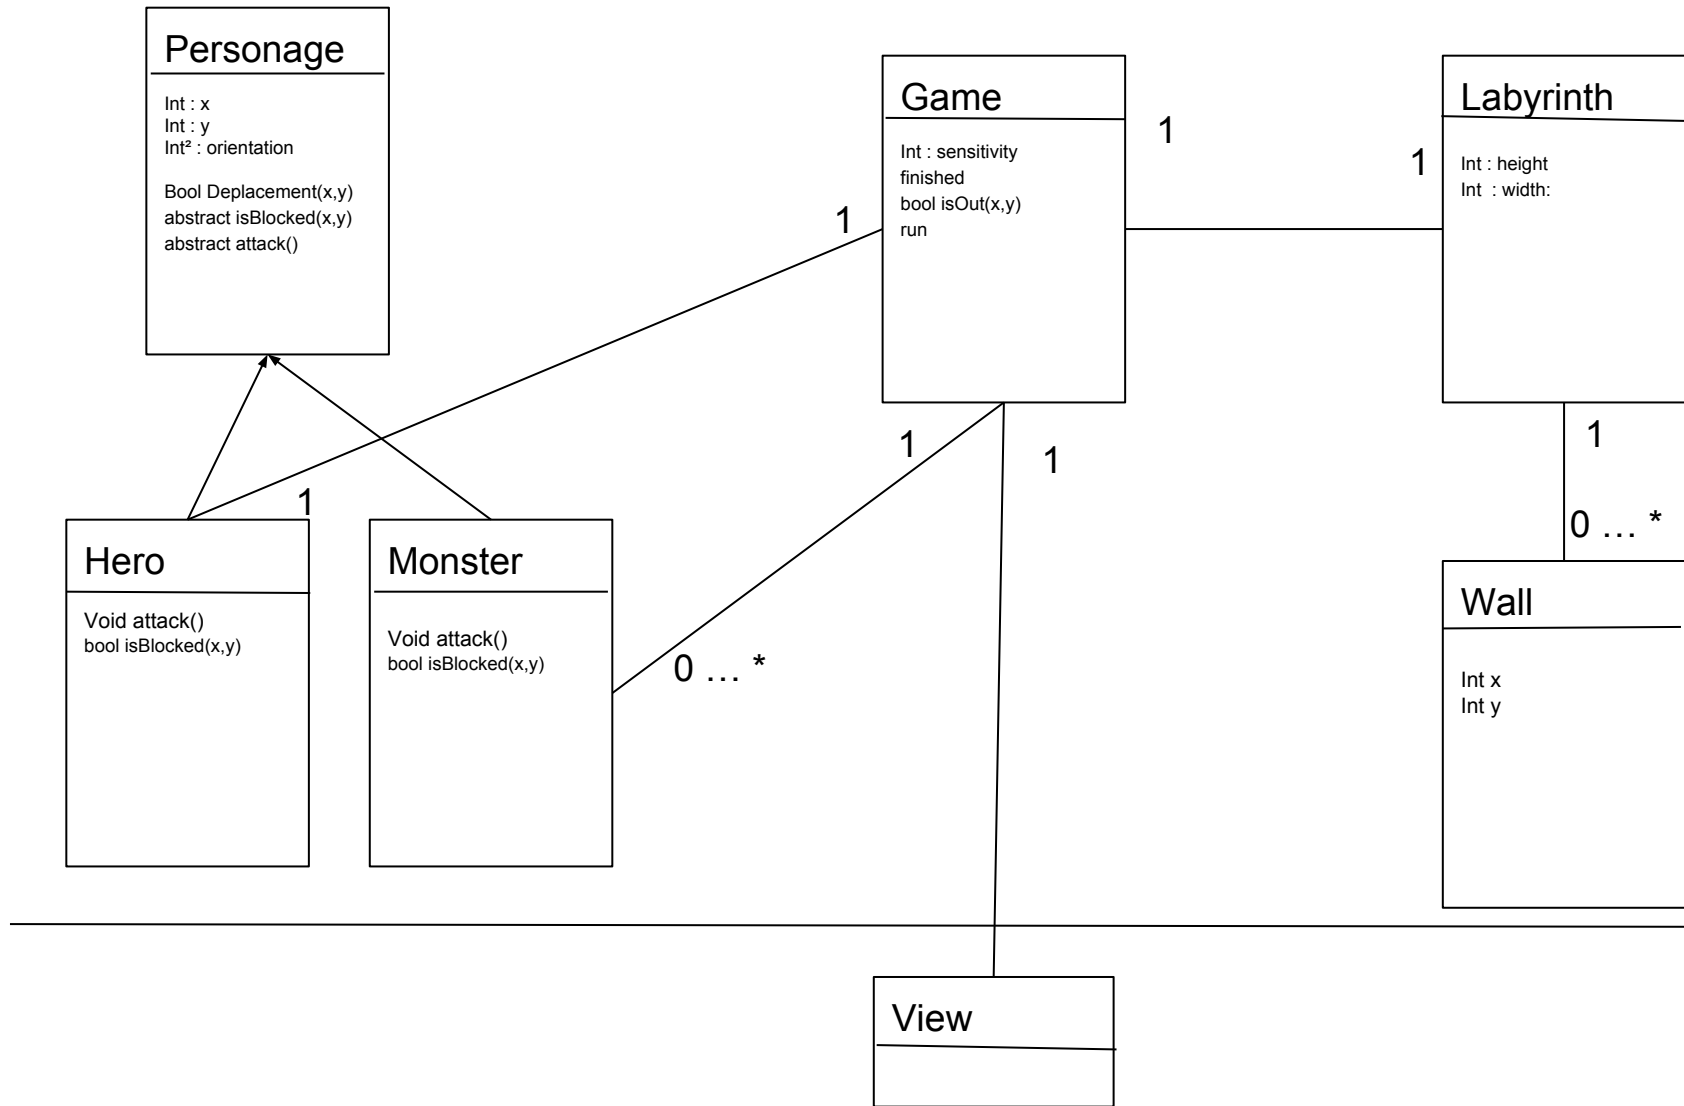 Personage
Int : x
Int : y
Int² : orientation
Bool Deplacement(x,y)
abstract isBlocked(x,y)
abstract attack()
Game
Int : sensitivity
finished
bool isOut(x,y)
run
Labyrinth
Int : height
Int  : width:
1
1
1
1
1
1
1
0 … *
0 … *
Hero
Void attack()
bool isBlocked(x,y)
Monster
Void attack()
bool isBlocked(x,y)
Wall
Int x
Int y
View